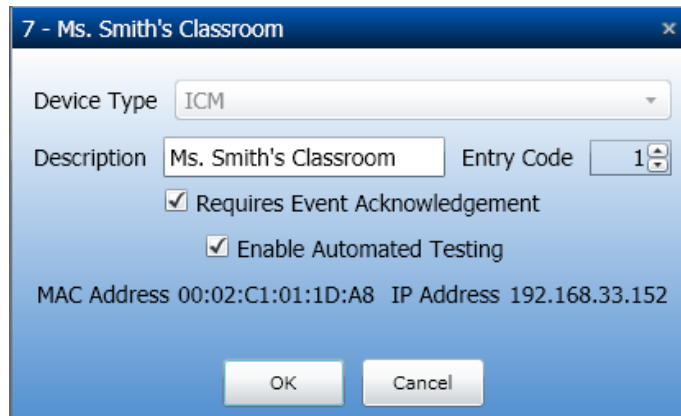 7 - Ms. Smith's Classroom
Device Type ICM
Description Ms. Smith's Classroom Entry Code 1
Requires Event Acknowledgement
Enable Automated Testing
MAC Address 00:02:C1:01:1D:A8 IP Address 192.168.33.152
OK Cancel